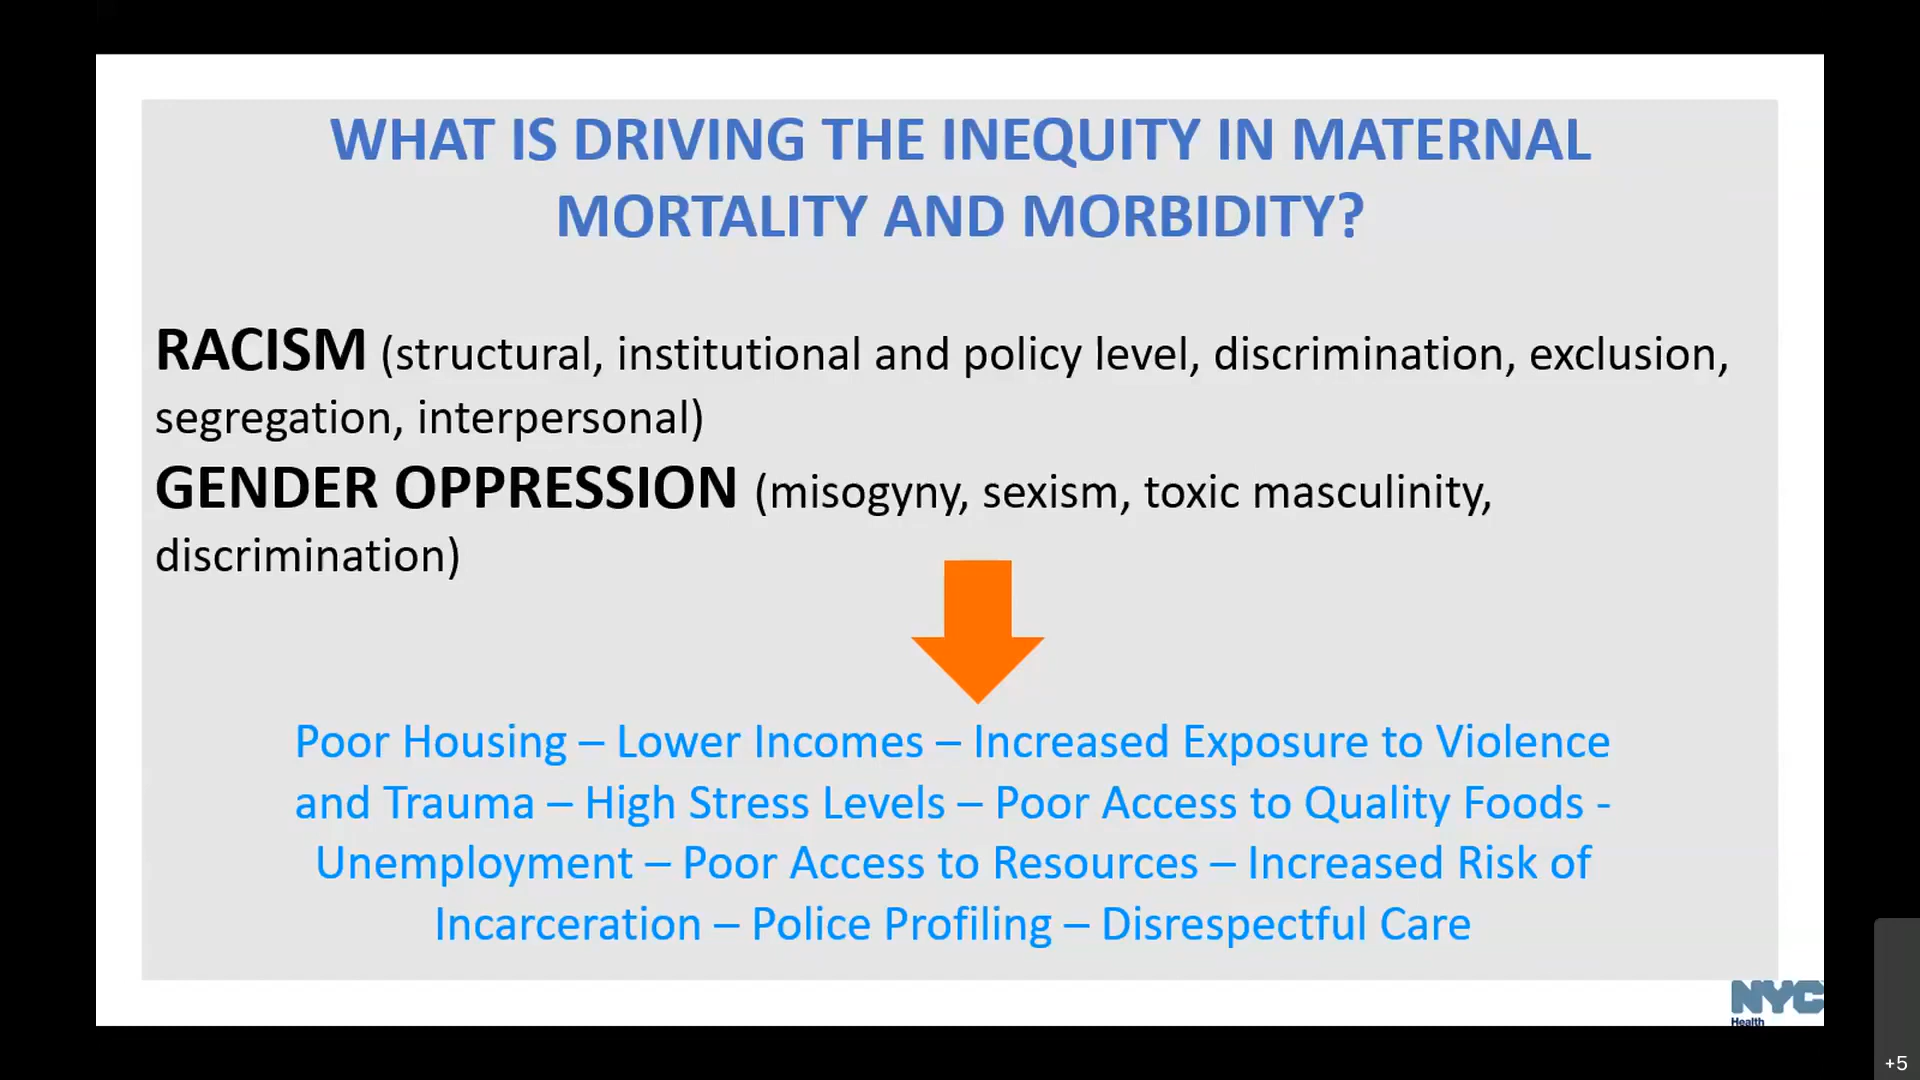 WHAT IS DRIVING THE INEQUITY IN MATERNAL
MORTALITY AND MORBIDITY?
RACISM (structural, institutional and policy level, discrimination, exclusion,
segregation, interpersonal)
GENDER OPPRESSION (misogyny, sexism, toxic masculinity,
discrimination)
Poor Housing – Lower Incomes – Increased Exposure to Violence
and Trauma – High Stress Levels – Poor Access to Quality Foods -
Unemployment – Poor Access to Resources – Increased Risk of
Incarceration – Police Profiling – Disrespectful Care
NYC
Health
+5